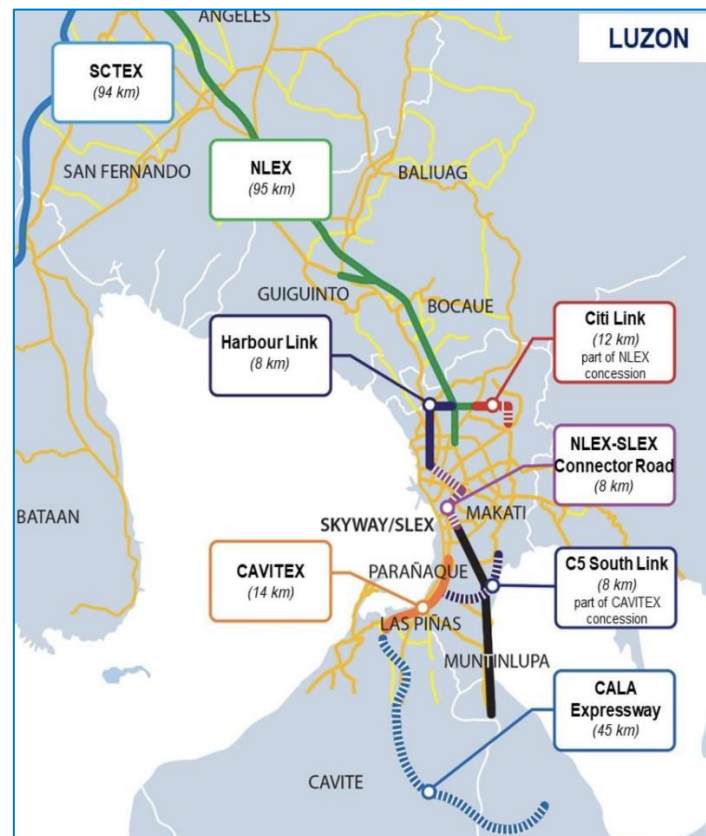 ANGELES
LUZON
SCTEX
(94 km)
SAN FERNANDO
NLEX
(95 km)
BALIUAG
GUIGUINTO
BOCAUE
Harbour Link
(8 km)
Citi Link
(12 km)
part of NLEX
concession
NLEX-SLEX
Connector Road
(8 km)
BATAAN
SKYWAY/SLEX
MAKATI
CAVITEX
(14 km)
PARAÑAQUE
C5 South Link
(8 km)
part of CAVITEX
concession
LAS PIÑAS
MUNTINLUPA
CALA
Expressway
(45 km)
CAVITE